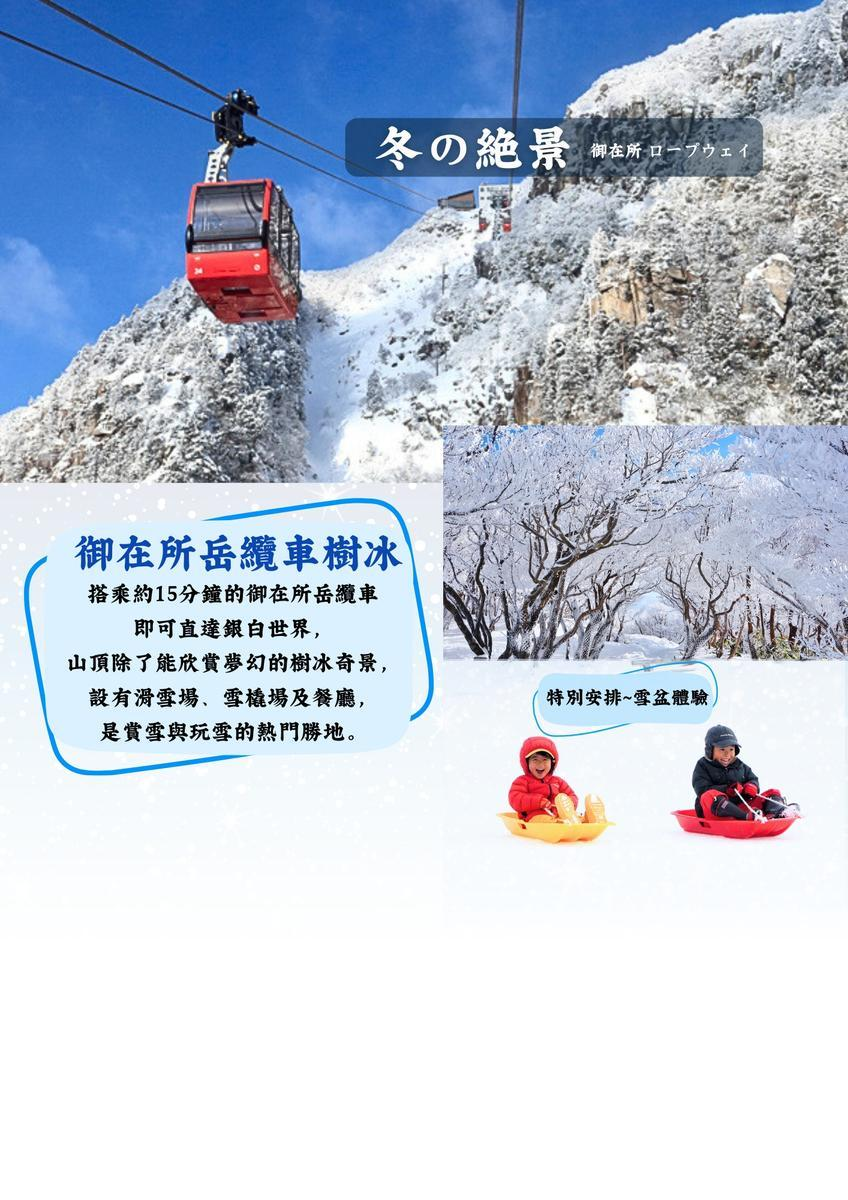 冬の絶景 御在所 ロープウェイ
御在所岳纜車樹冰
搭乘約15分鐘的御在所岳纜車
即可直達銀白世界，
山頂除了能欣賞夢幻的樹冰奇景，
設有滑雪場、雪橇場及餐廳，
是賞雪與玩雪的熱門勝地。
特別安排~雪盆體驗
34